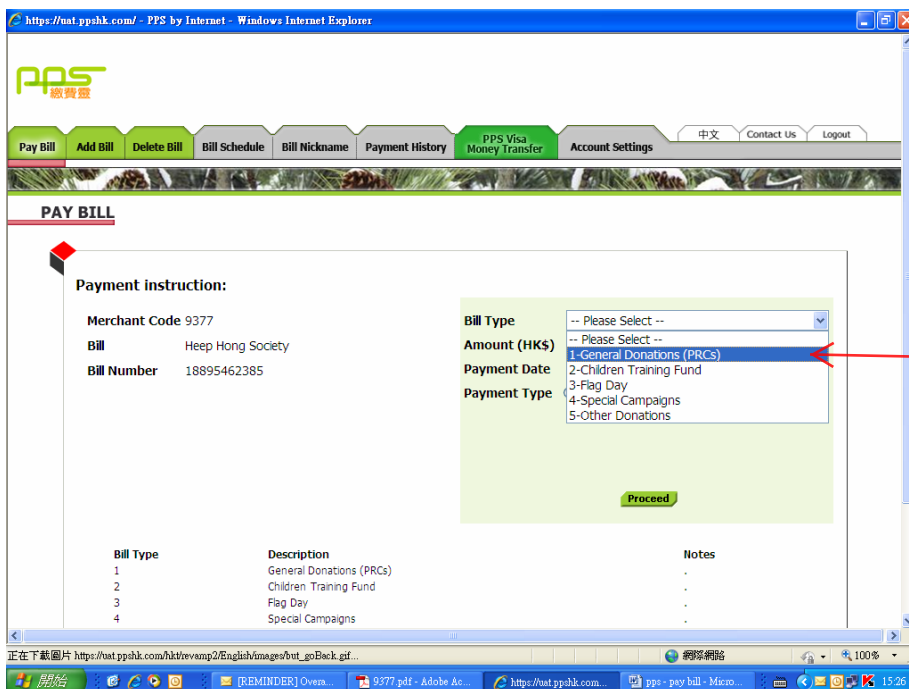 https://uat.ppshk.com/ - PPS by Internet - Windows Internet Explorer
pps
繳費靈
Pay Bill Add Bill Delete Bill Bill Schedule Bill Nickname Payment History PPS Visa Money Transfer Account Settings 中文 Contact Us Logout
PAY BILL
Payment instruction:
Merchant Code 9377
Bill Heep Hong Society
Bill Number 18895462385
Bill Type -- Please Select --
Amount (HK$) -- Please Select --
1-General Donations (PRCs)
Payment Date 2-Children Training Fund
3-Flag Day
Payment Type 4-Special Campaigns
5-Other Donations
Proceed
Bill Type Description Notes
1 General Donations (PRCs) .
2 Children Training Fund .
3 Flag Day .
4 Special Campaigns .
正在下載圖片 https://uat.ppshk.com/hkt/revamp2/English/images/but_goBack.gif... 網際網路 100%
開始 [REMINDER] Overa... 9377.pdf - Adobe Ac... https://uat.ppshk.com... pps - pay bill - Micro... 15:26